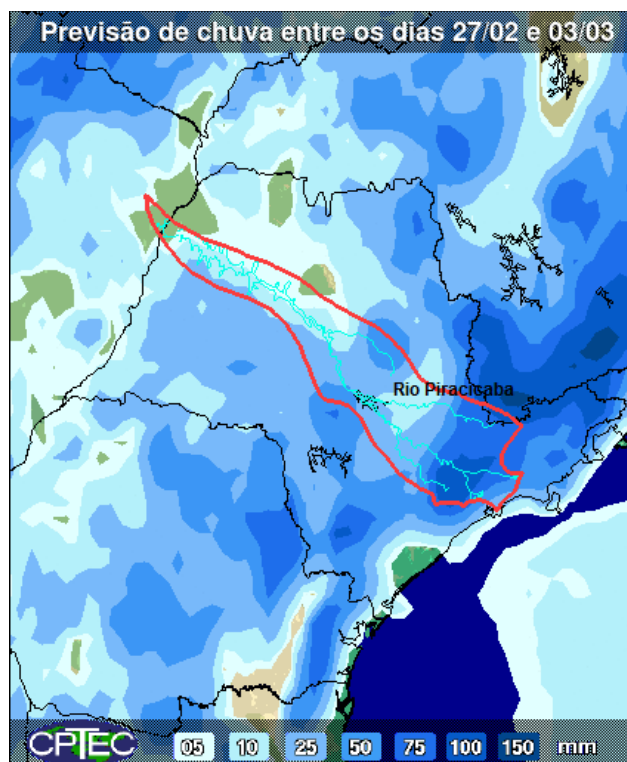 Previsão de chuva entre os dias 27/02 e 03/03
Rio Piracicaba
CPTEC 05 10 25 50 75 100 150 mm